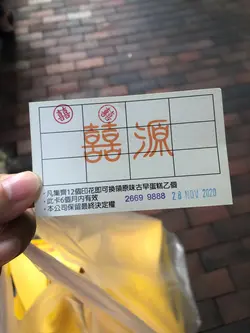 囍 囍
囍源
・凡集齊12個印花即可換領原味古早蛋糕乙個
・此卡6個月內有效 2669 9888 28 NOV 2020
・本公司保留最終決定權